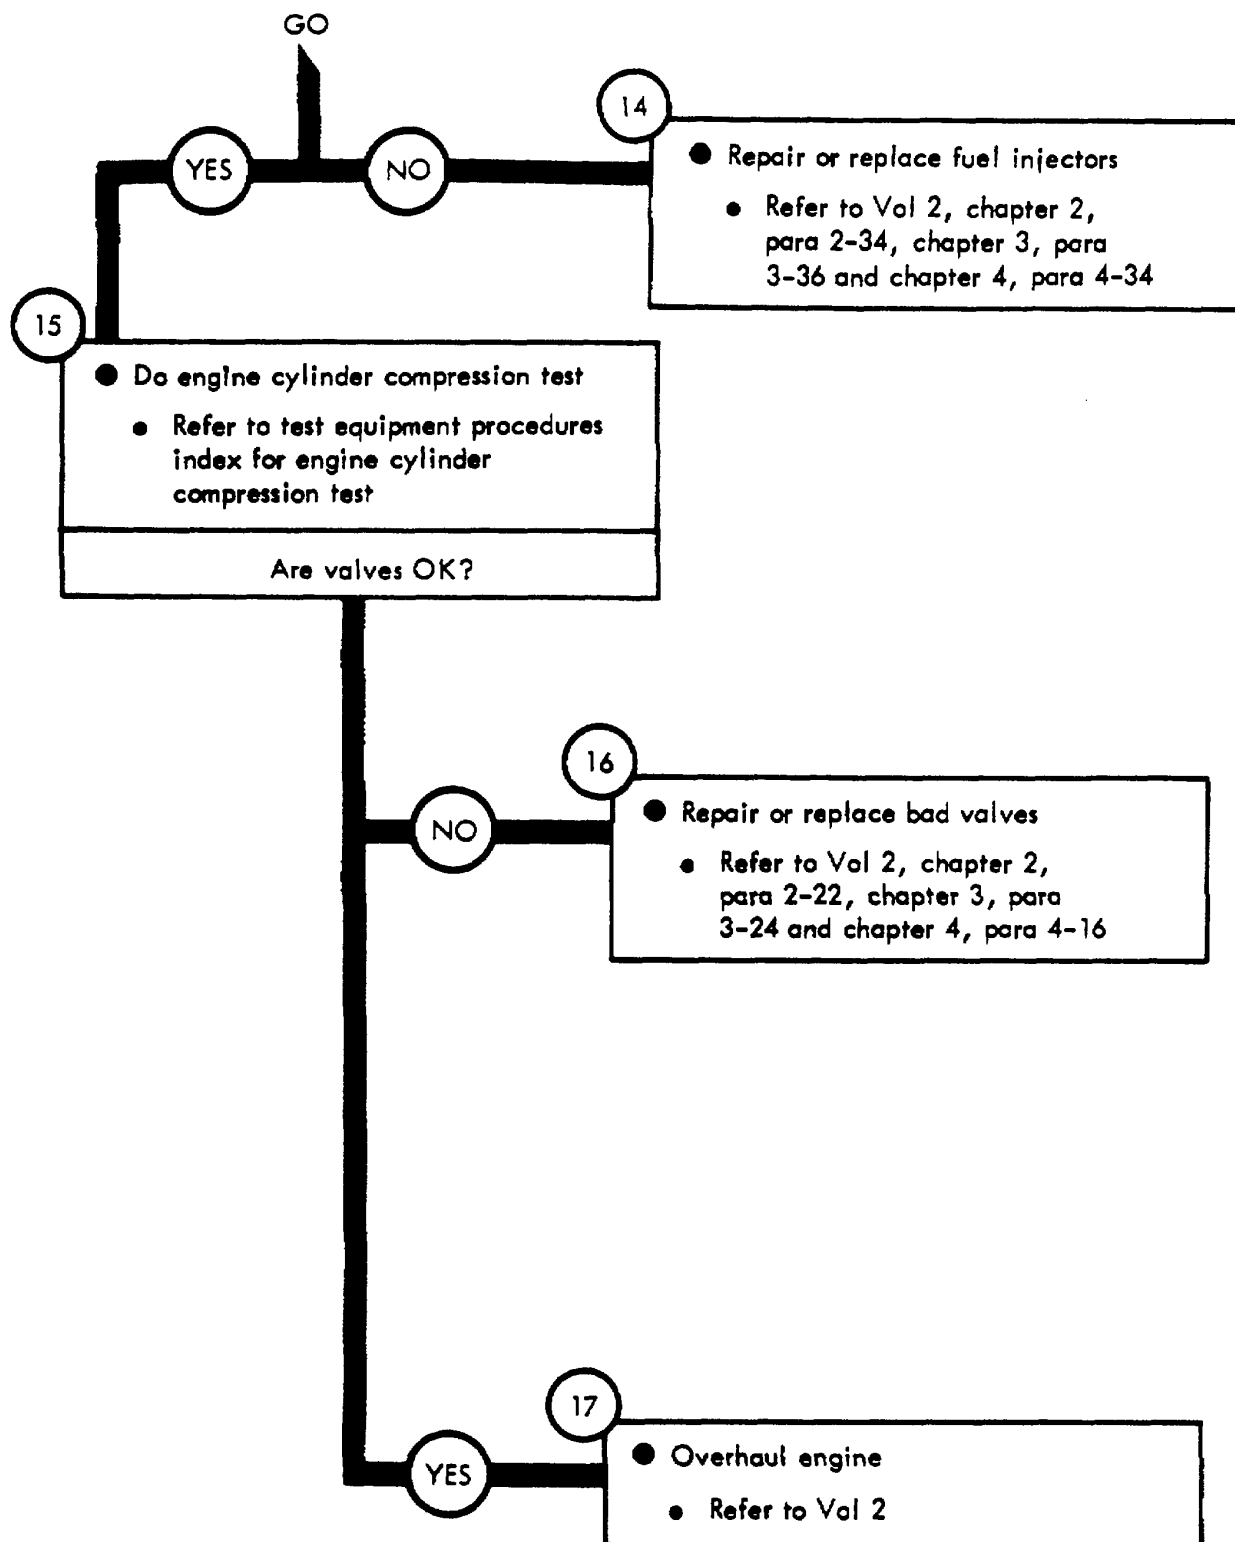 GO
YES
NO
14
● Repair or replace fuel injectors
● Refer to Vol 2, chapter 2,
para 2-34, chapter 3, para
3-36 and chapter 4, para 4-34
15
● Do engine cylinder compression test
● Refer to test equipment procedures
index for engine cylinder
compression test
Are valves OK?
NO
16
● Repair or replace bad valves
● Refer to Vol 2, chapter 2,
para 2-22, chapter 3, para
3-24 and chapter 4, para 4-16
YES
17
● Overhaul engine
● Refer to Vol 2